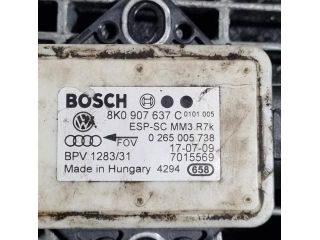 BOSCH
8K0 907 637 C 0101 005
ESP-SC MM3.R7k
FOV 0 265 005 738
17-07-09
BPV 1283/31 7015569
Made in Hungary 4294 658